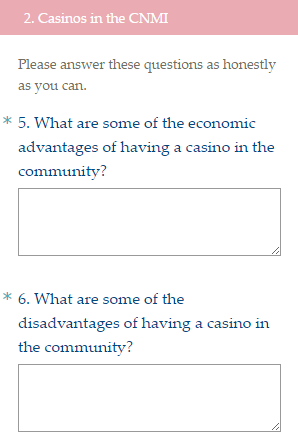 2. Casinos in the CNMI
Please answer these questions as honestly
as you can.
* 5. What are some of the economic
advantages of having a casino in the
community?
* 6. What are some of the
disadvantages of having a casino in
the community?